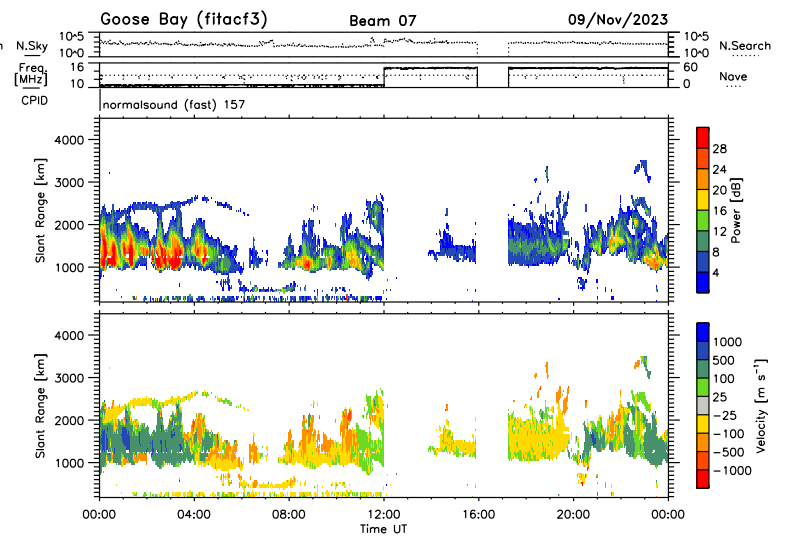 Goose Bay (fitacf3) Beam 07 09/Nov/2023
n N.Sky 10^5 10^0 10^5 10^0 N.Search
Freq. [MHz] 16 10 60 0 Nave
CPID normalsound (fast) 157
Slant Range [km] 4000 3000 2000 1000
28 24 20 16 12 8 4 Power [dB]
Slant Range [km] 4000 3000 2000 1000
1000 500 100 25 −25 −100 −500 −1000 Velocity [m s⁻¹]
00:00 04:00 08:00 12:00 16:00 20:00 00:00
Time UT